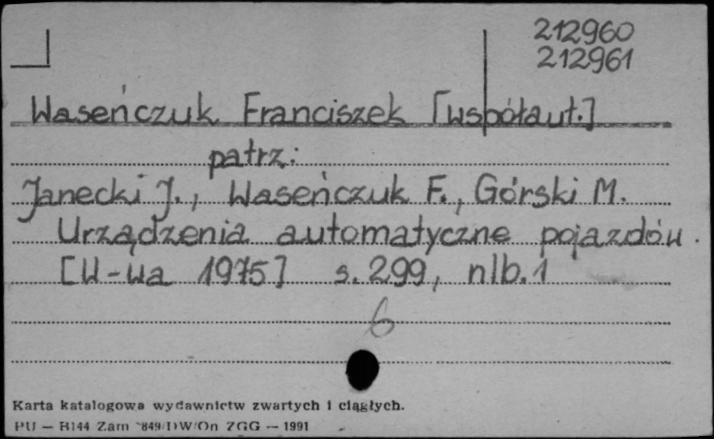 212960
212961
Waseńczuk Franciszek [współaut.]
patrz:
Janecki J., Waseńczuk F., Górski M.
Urządzenia automatyczne pojazdów.
[W-wa 1975] s. 299, nlb. 1
6
Karta katalogowa wydawnictw zwartych i ciągłych.
PU — B144 Zam 849/DW/On ZGG — 1991